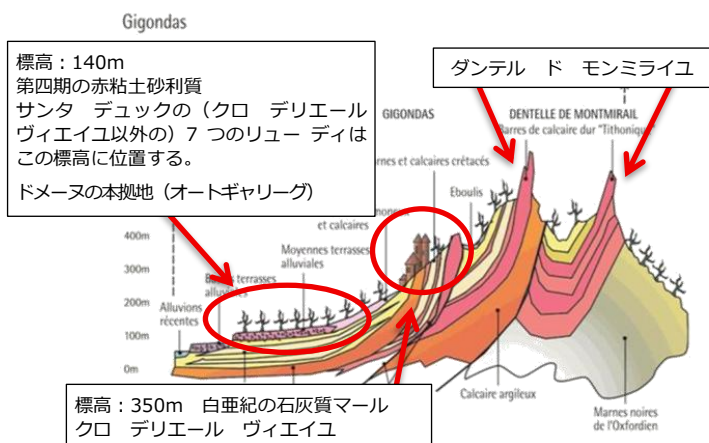 Gigondas
標高：140m
第四期の赤粘土砂利質
サンタ　デュックの（クロ　デリエール
ヴィエイユ以外の）7 つのリュー ディは
この標高に位置する。
ドメーヌの本拠地（オートギャリーグ）
ダンテル　ド　モンミライユ
GIGONDAS
DENTELLE DE MONTMIRAIL
Barres de calcaire dur "Tithonique"
et calcaires crétacés
Eboulis
et calcaires
Moyennes terrasses
alluviales
terrasses
Alluvions
récentes
400m
300m
200m
100m
0m
Calcaire argileux
Marnes noires
de l'Oxfordien
標高：350m　白亜紀の石灰質マール
クロ　デリエール　ヴィエイユ